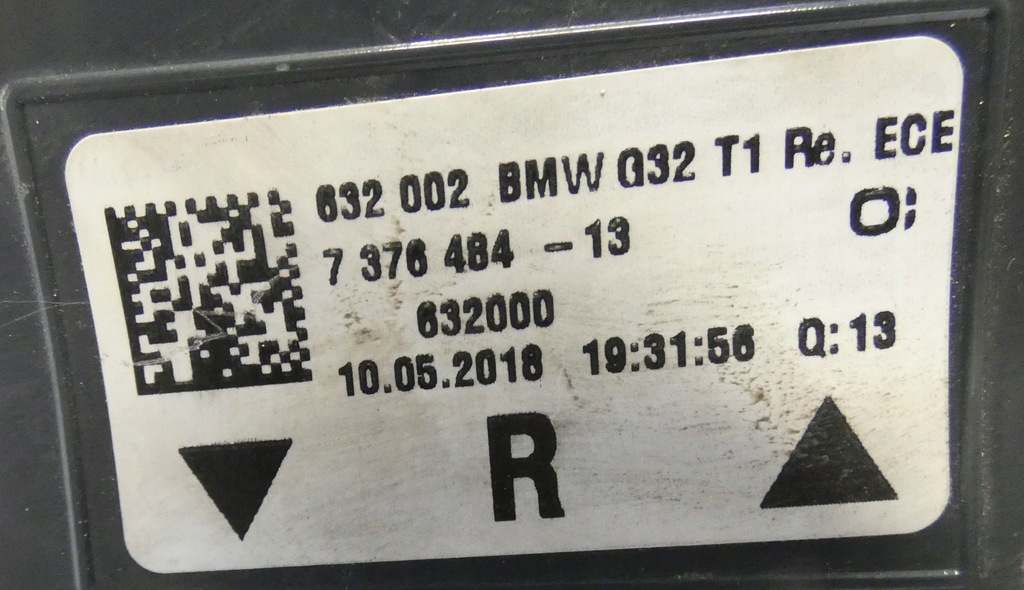 632 002 BMW G32 T1 Re. ECE
7 376 484 - 13
O;
632000
10.05.2018 19:31:56 Q:13
R